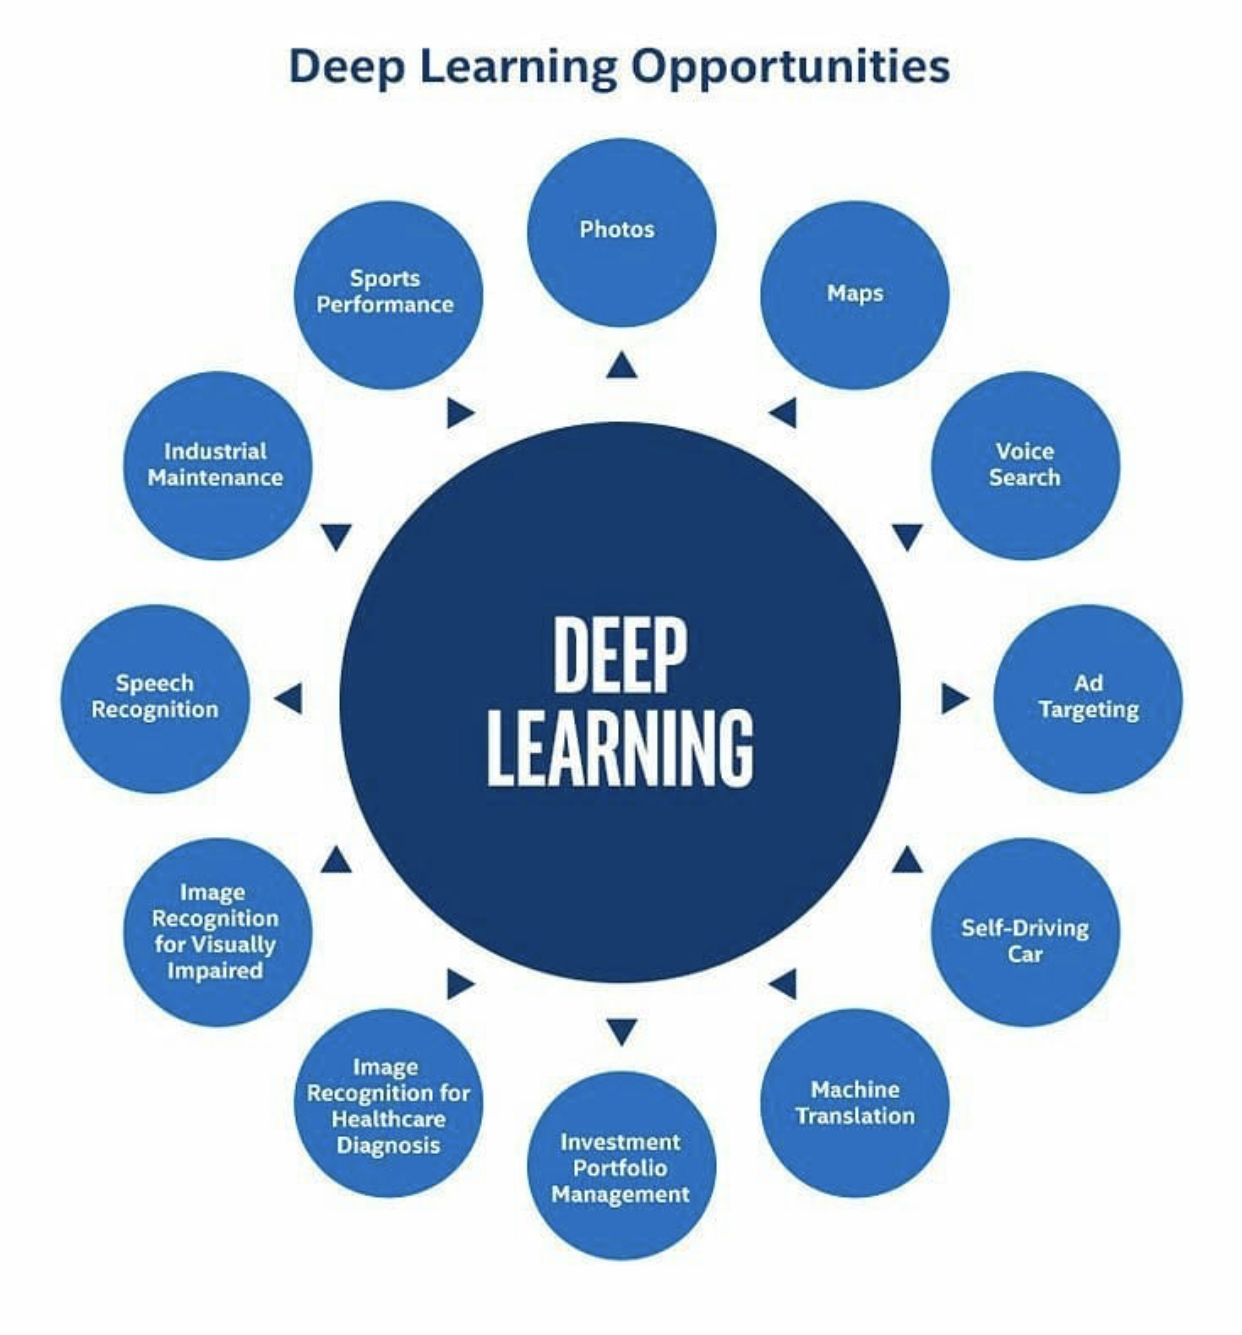 Deep Learning Opportunities
Photos
Maps
Voice
Search
Ad
Targeting
Self-Driving
Car
Machine
Translation
Investment
Portfolio
Management
Image
Recognition for
Healthcare
Diagnosis
Image
Recognition
for Visually
Impaired
Speech
Recognition
Industrial
Maintenance
Sports
Performance
DEEP
LEARNING